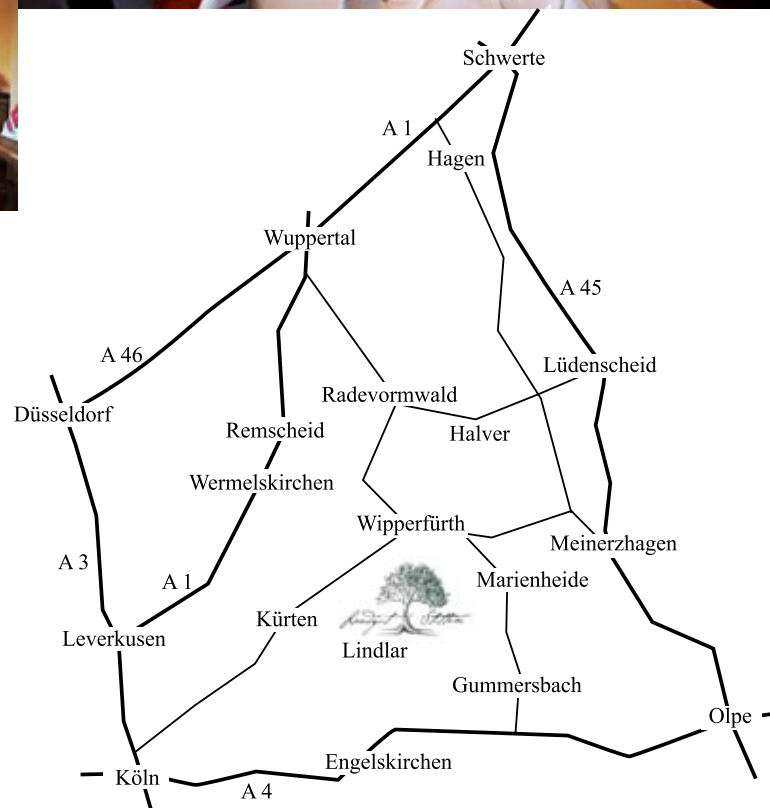 Schwerte
A 1
Hagen
Wuppertal
A 45
A 46
Lüdenscheid
Radevormwald
Düsseldorf
Remscheid
Halver
Wermelskirchen
Wipperfürth
Meinerzhagen
A 3
A 1
Marienheide
Kürten
Leverkusen
Lindlar
Gummersbach
Olpe
Engelskirchen
Köln
A 4